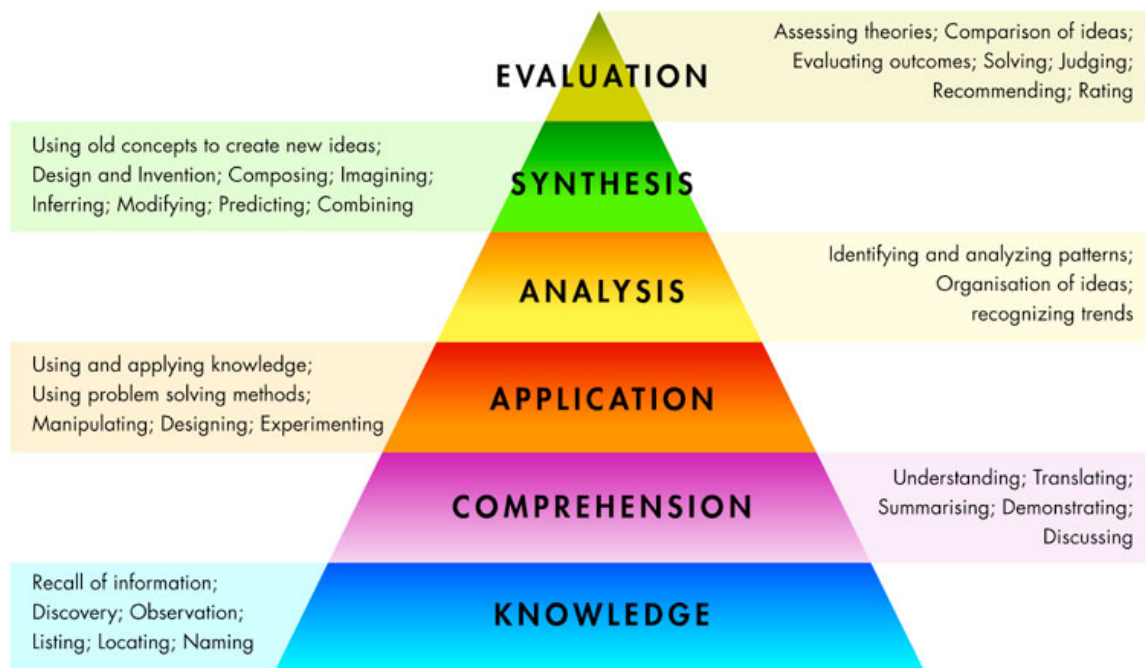 EVALUATION
Assessing theories; Comparison of ideas;
Evaluating outcomes; Solving; Judging;
Recommending; Rating
Using old concepts to create new ideas;
Design and Invention; Composing; Imagining;
Inferring; Modifying; Predicting; Combining
SYNTHESIS
ANALYSIS
Identifying and analyzing patterns;
Organisation of ideas;
recognizing trends
Using and applying knowledge;
Using problem solving methods;
Manipulating; Designing; Experimenting
APPLICATION
COMPREHENSION
Understanding; Translating;
Summarising; Demonstrating;
Discussing
Recall of information;
Discovery; Observation;
Listing; Locating; Naming
KNOWLEDGE